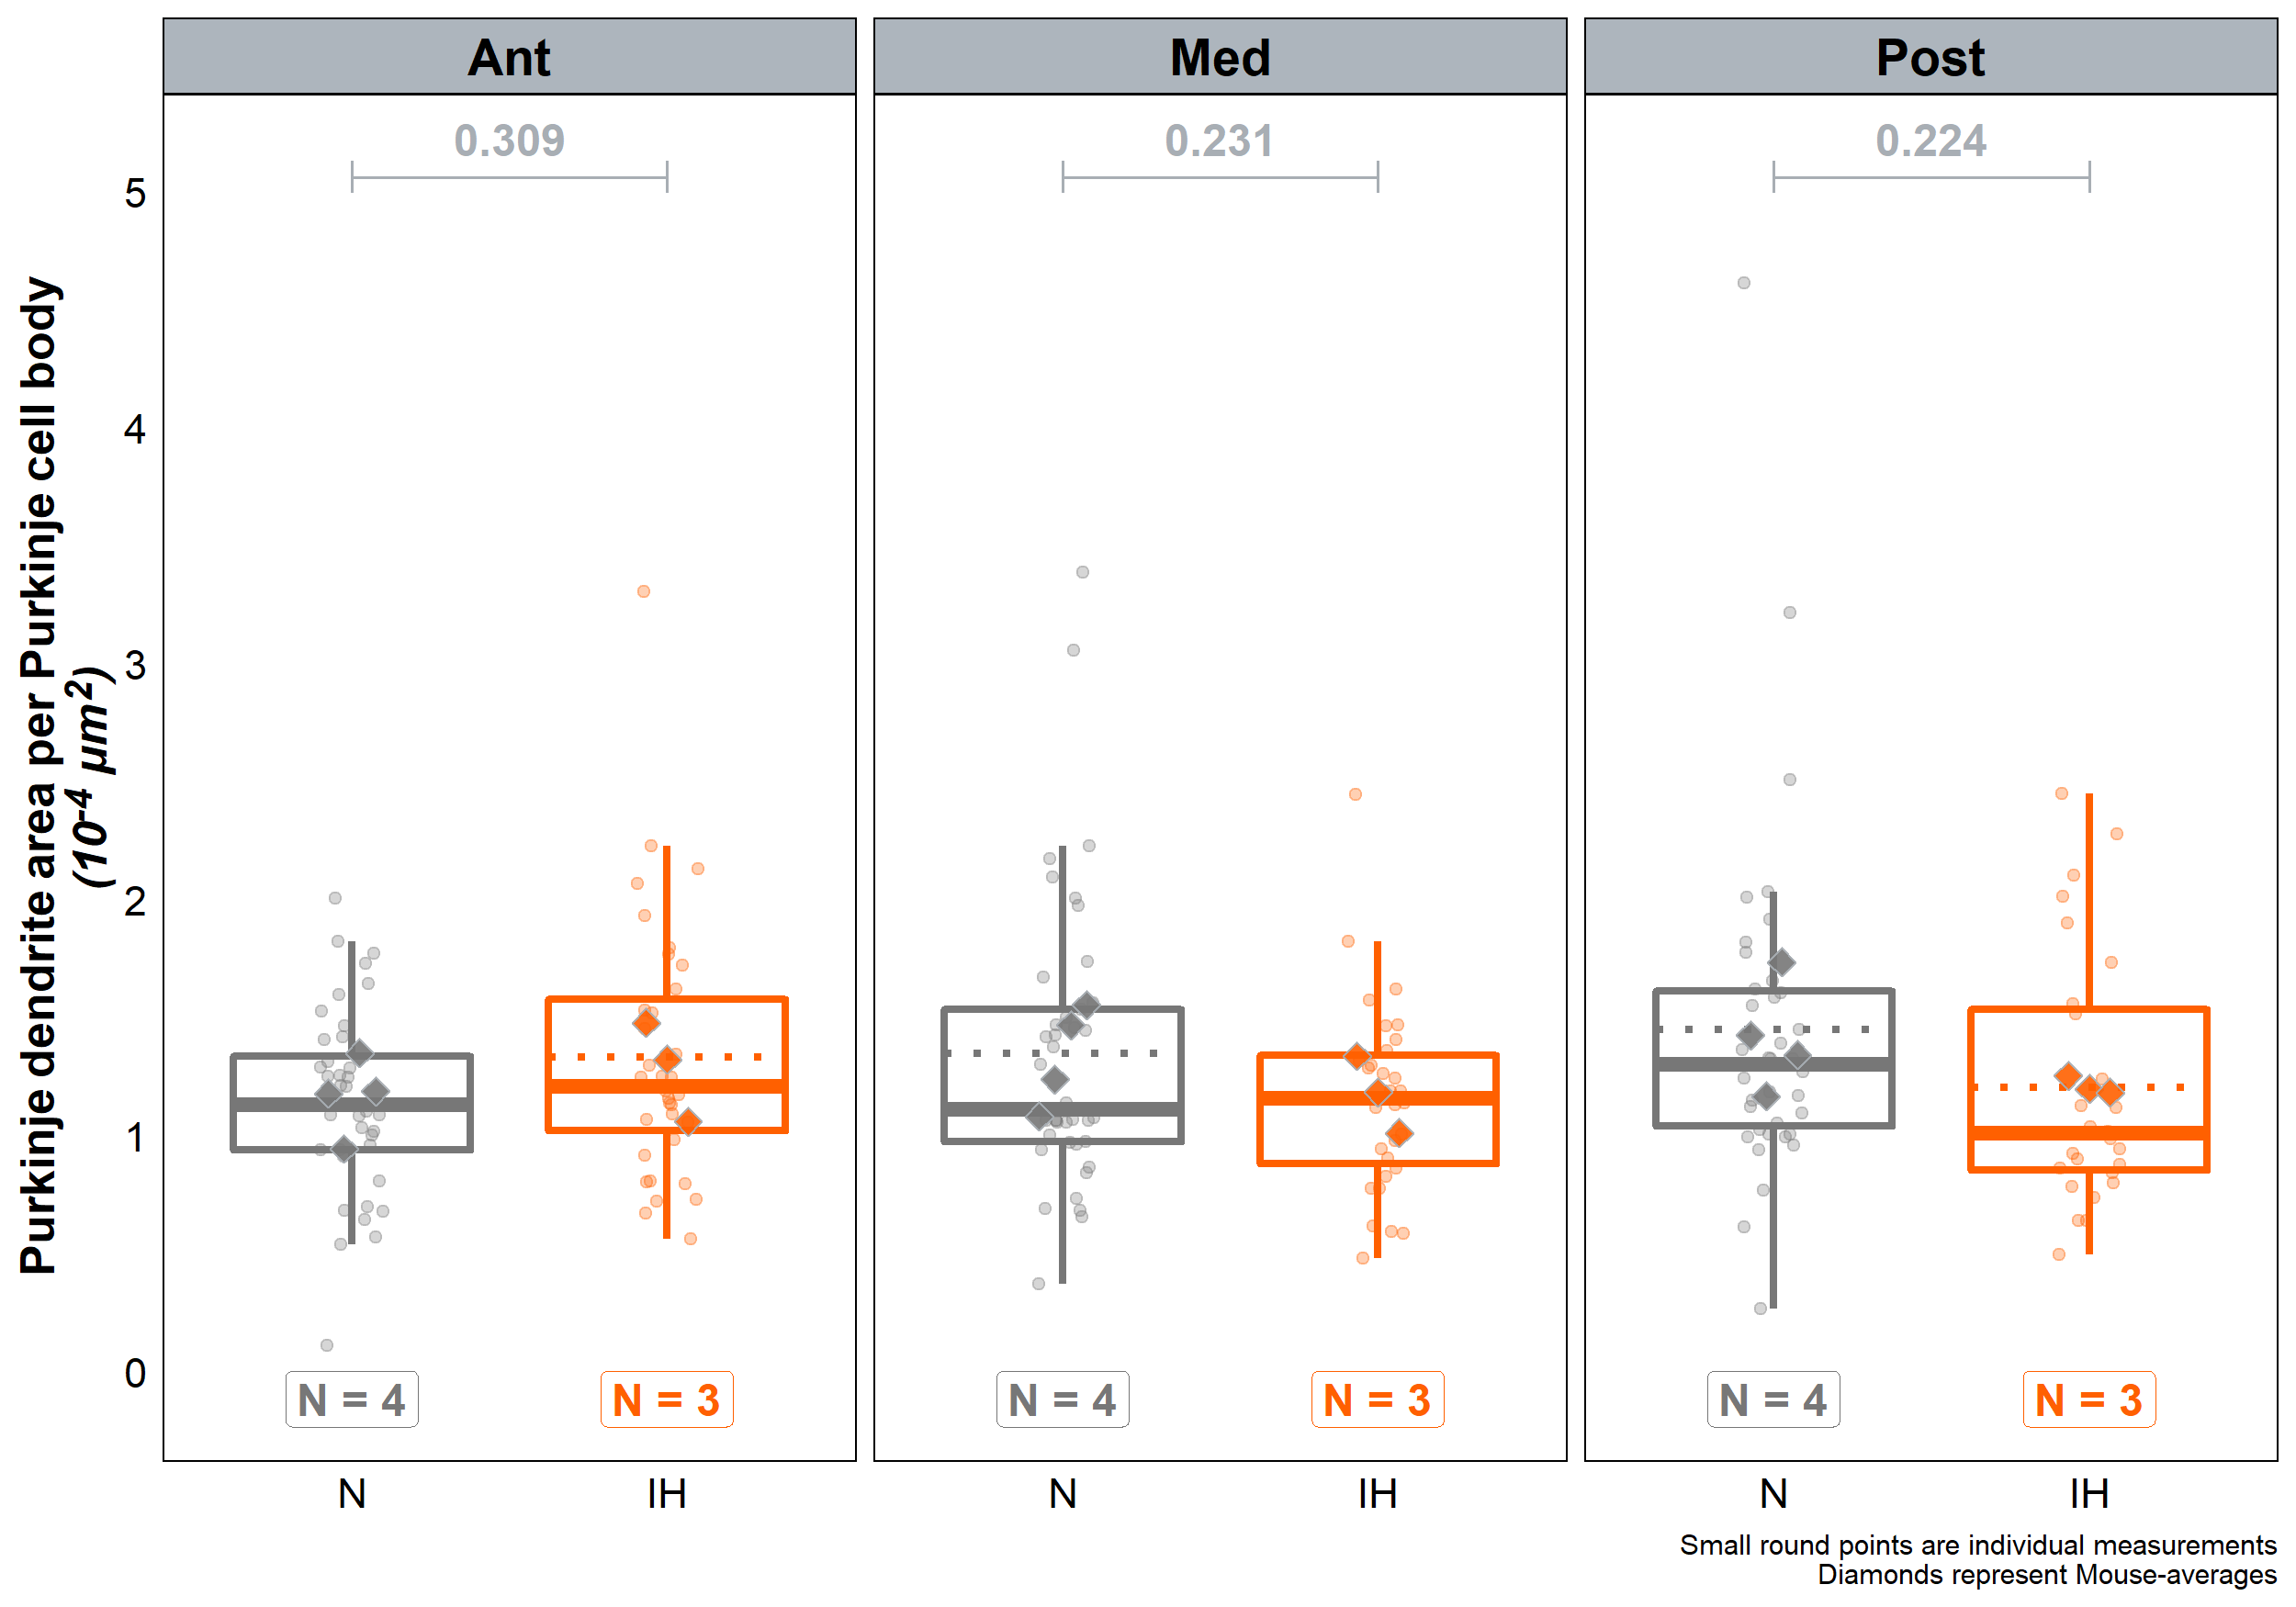 Ant
Med
Post
0.309
0.231
0.224
Purkinje dendrite area per Purkinje cell body
(10⁻⁴ µm²)
5
4
3
2
1
0
N = 4
N = 3
N = 4
N = 3
N = 4
N = 3
N
IH
N
IH
N
IH
Small round points are individual measurements
Diamonds represent Mouse-averages